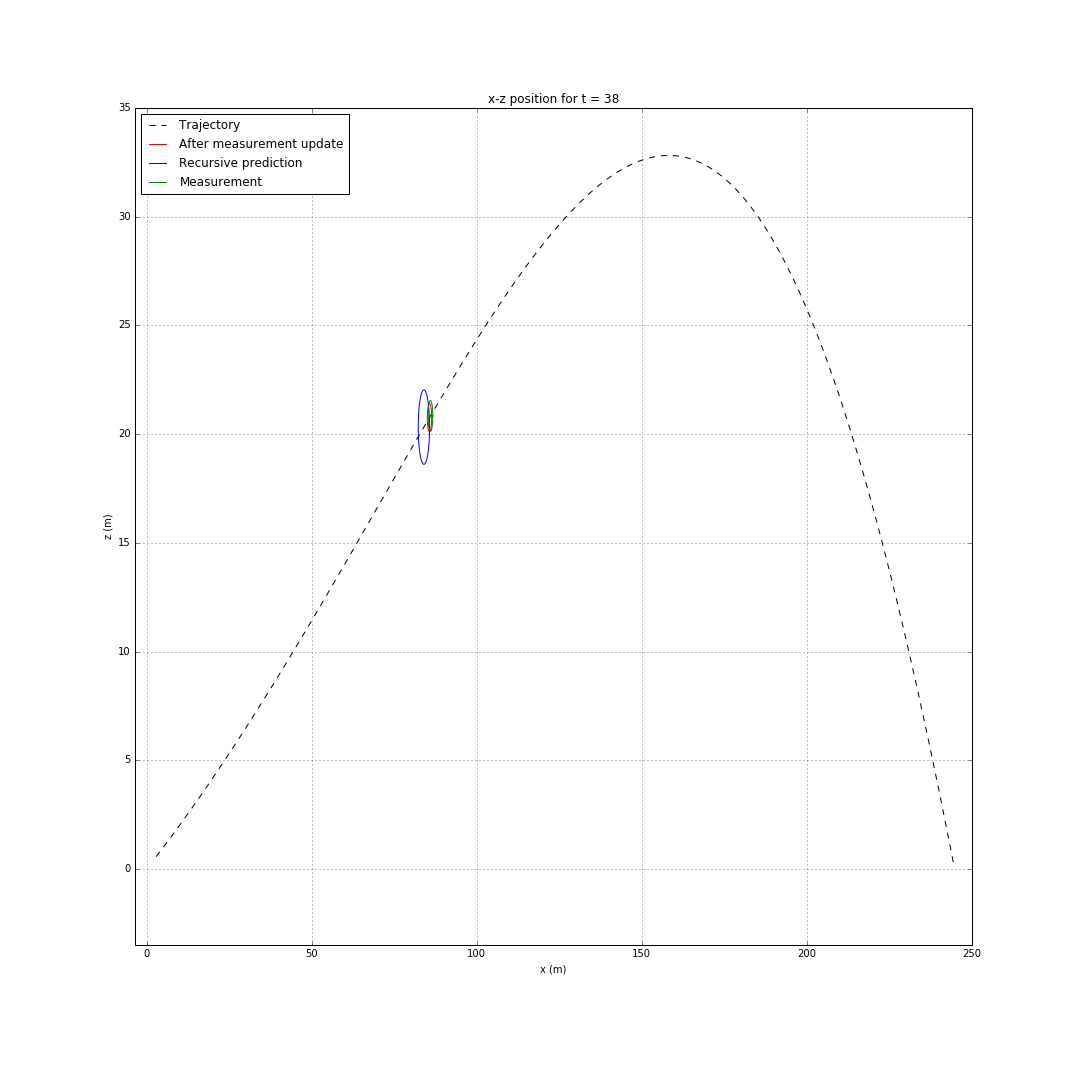 x-z position for t = 38
35
Trajectory
After measurement update
Recursive prediction
Measurement
30
25
20
15
10
5
0
z (m)
0 50 100 150 200 250
x (m)